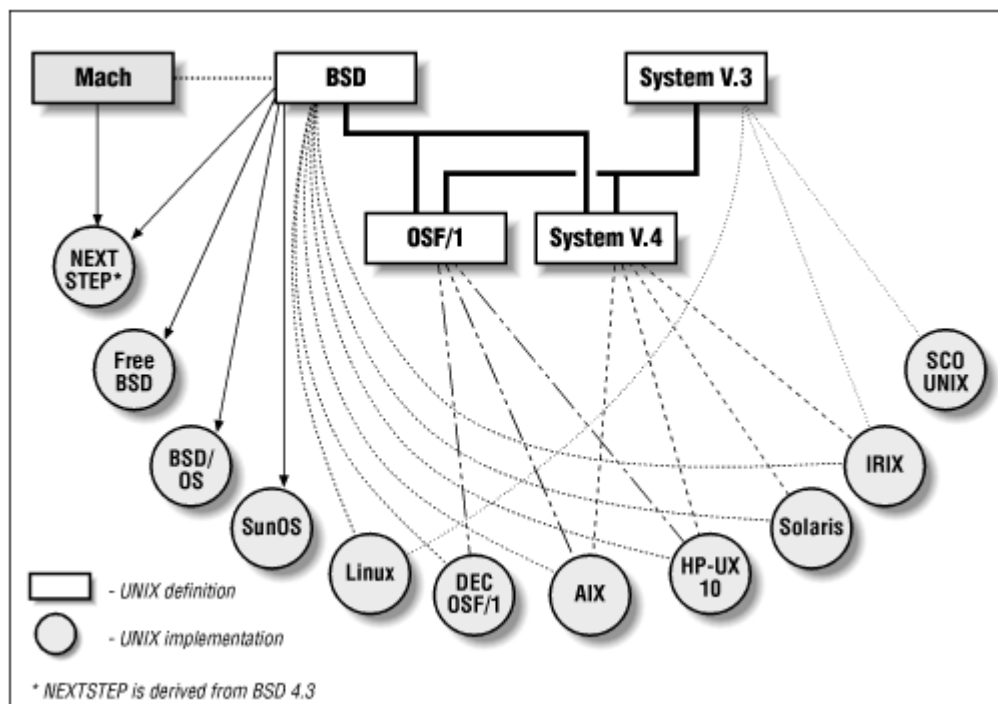 Mach
BSD
System V.3
OSF/1
System V.4
NEXT
STEP*
Free
BSD
BSD/
OS
SunOS
Linux
DEC
OSF/1
AIX
HP-UX
10
Solaris
IRIX
SCO
UNIX
- UNIX definition
- UNIX implementation
* NEXTSTEP is derived from BSD 4.3